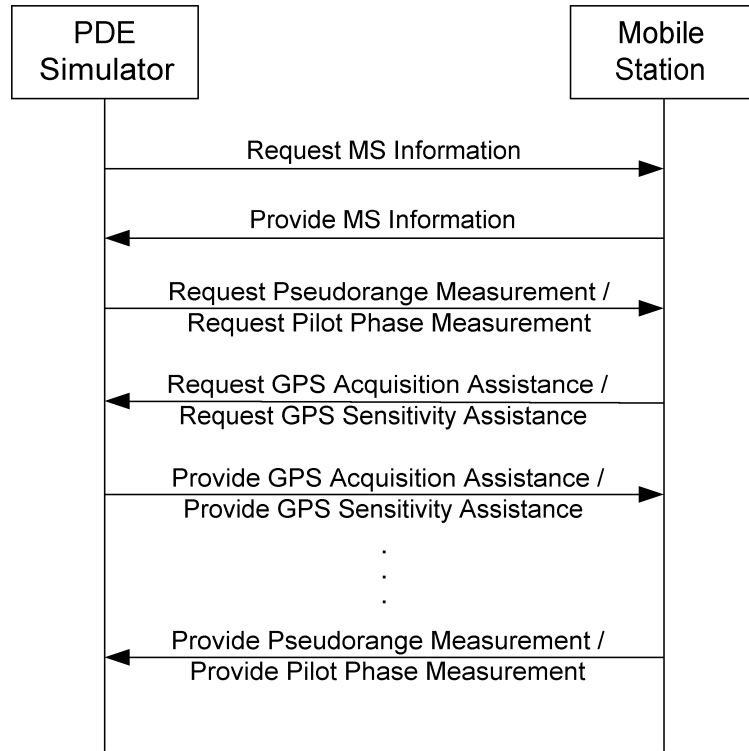 PDE
Simulator
Mobile
Station
Request MS Information
Provide MS Information
Request Pseudorange Measurement /
Request Pilot Phase Measurement
Request GPS Acquisition Assistance /
Request GPS Sensitivity Assistance
Provide GPS Acquisition Assistance /
Provide GPS Sensitivity Assistance
.
.
.
Provide Pseudorange Measurement /
Provide Pilot Phase Measurement